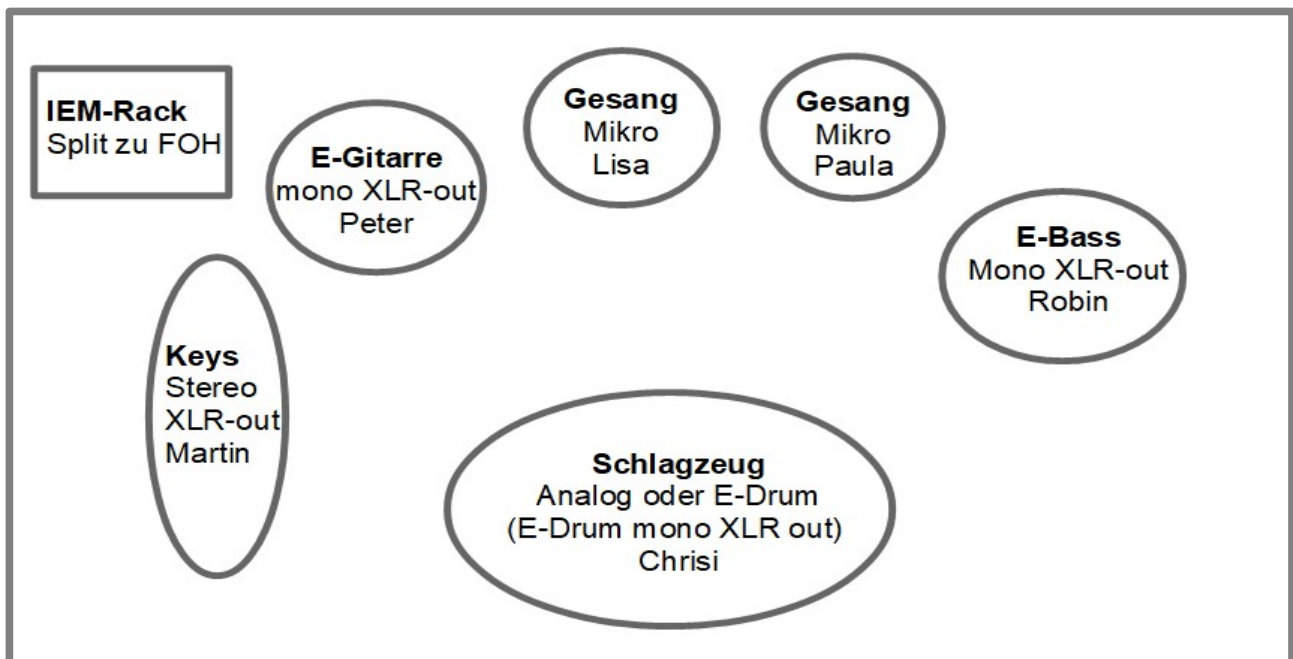 IEM-Rack
Split zu FOH
E-Gitarre
mono XLR-out
Peter
Gesang
Mikro
Lisa
Gesang
Mikro
Paula
E-Bass
Mono XLR-out
Robin
Keys
Stereo
XLR-out
Martin
Schlagzeug
Analog oder E-Drum
(E-Drum mono XLR out)
Chrisi